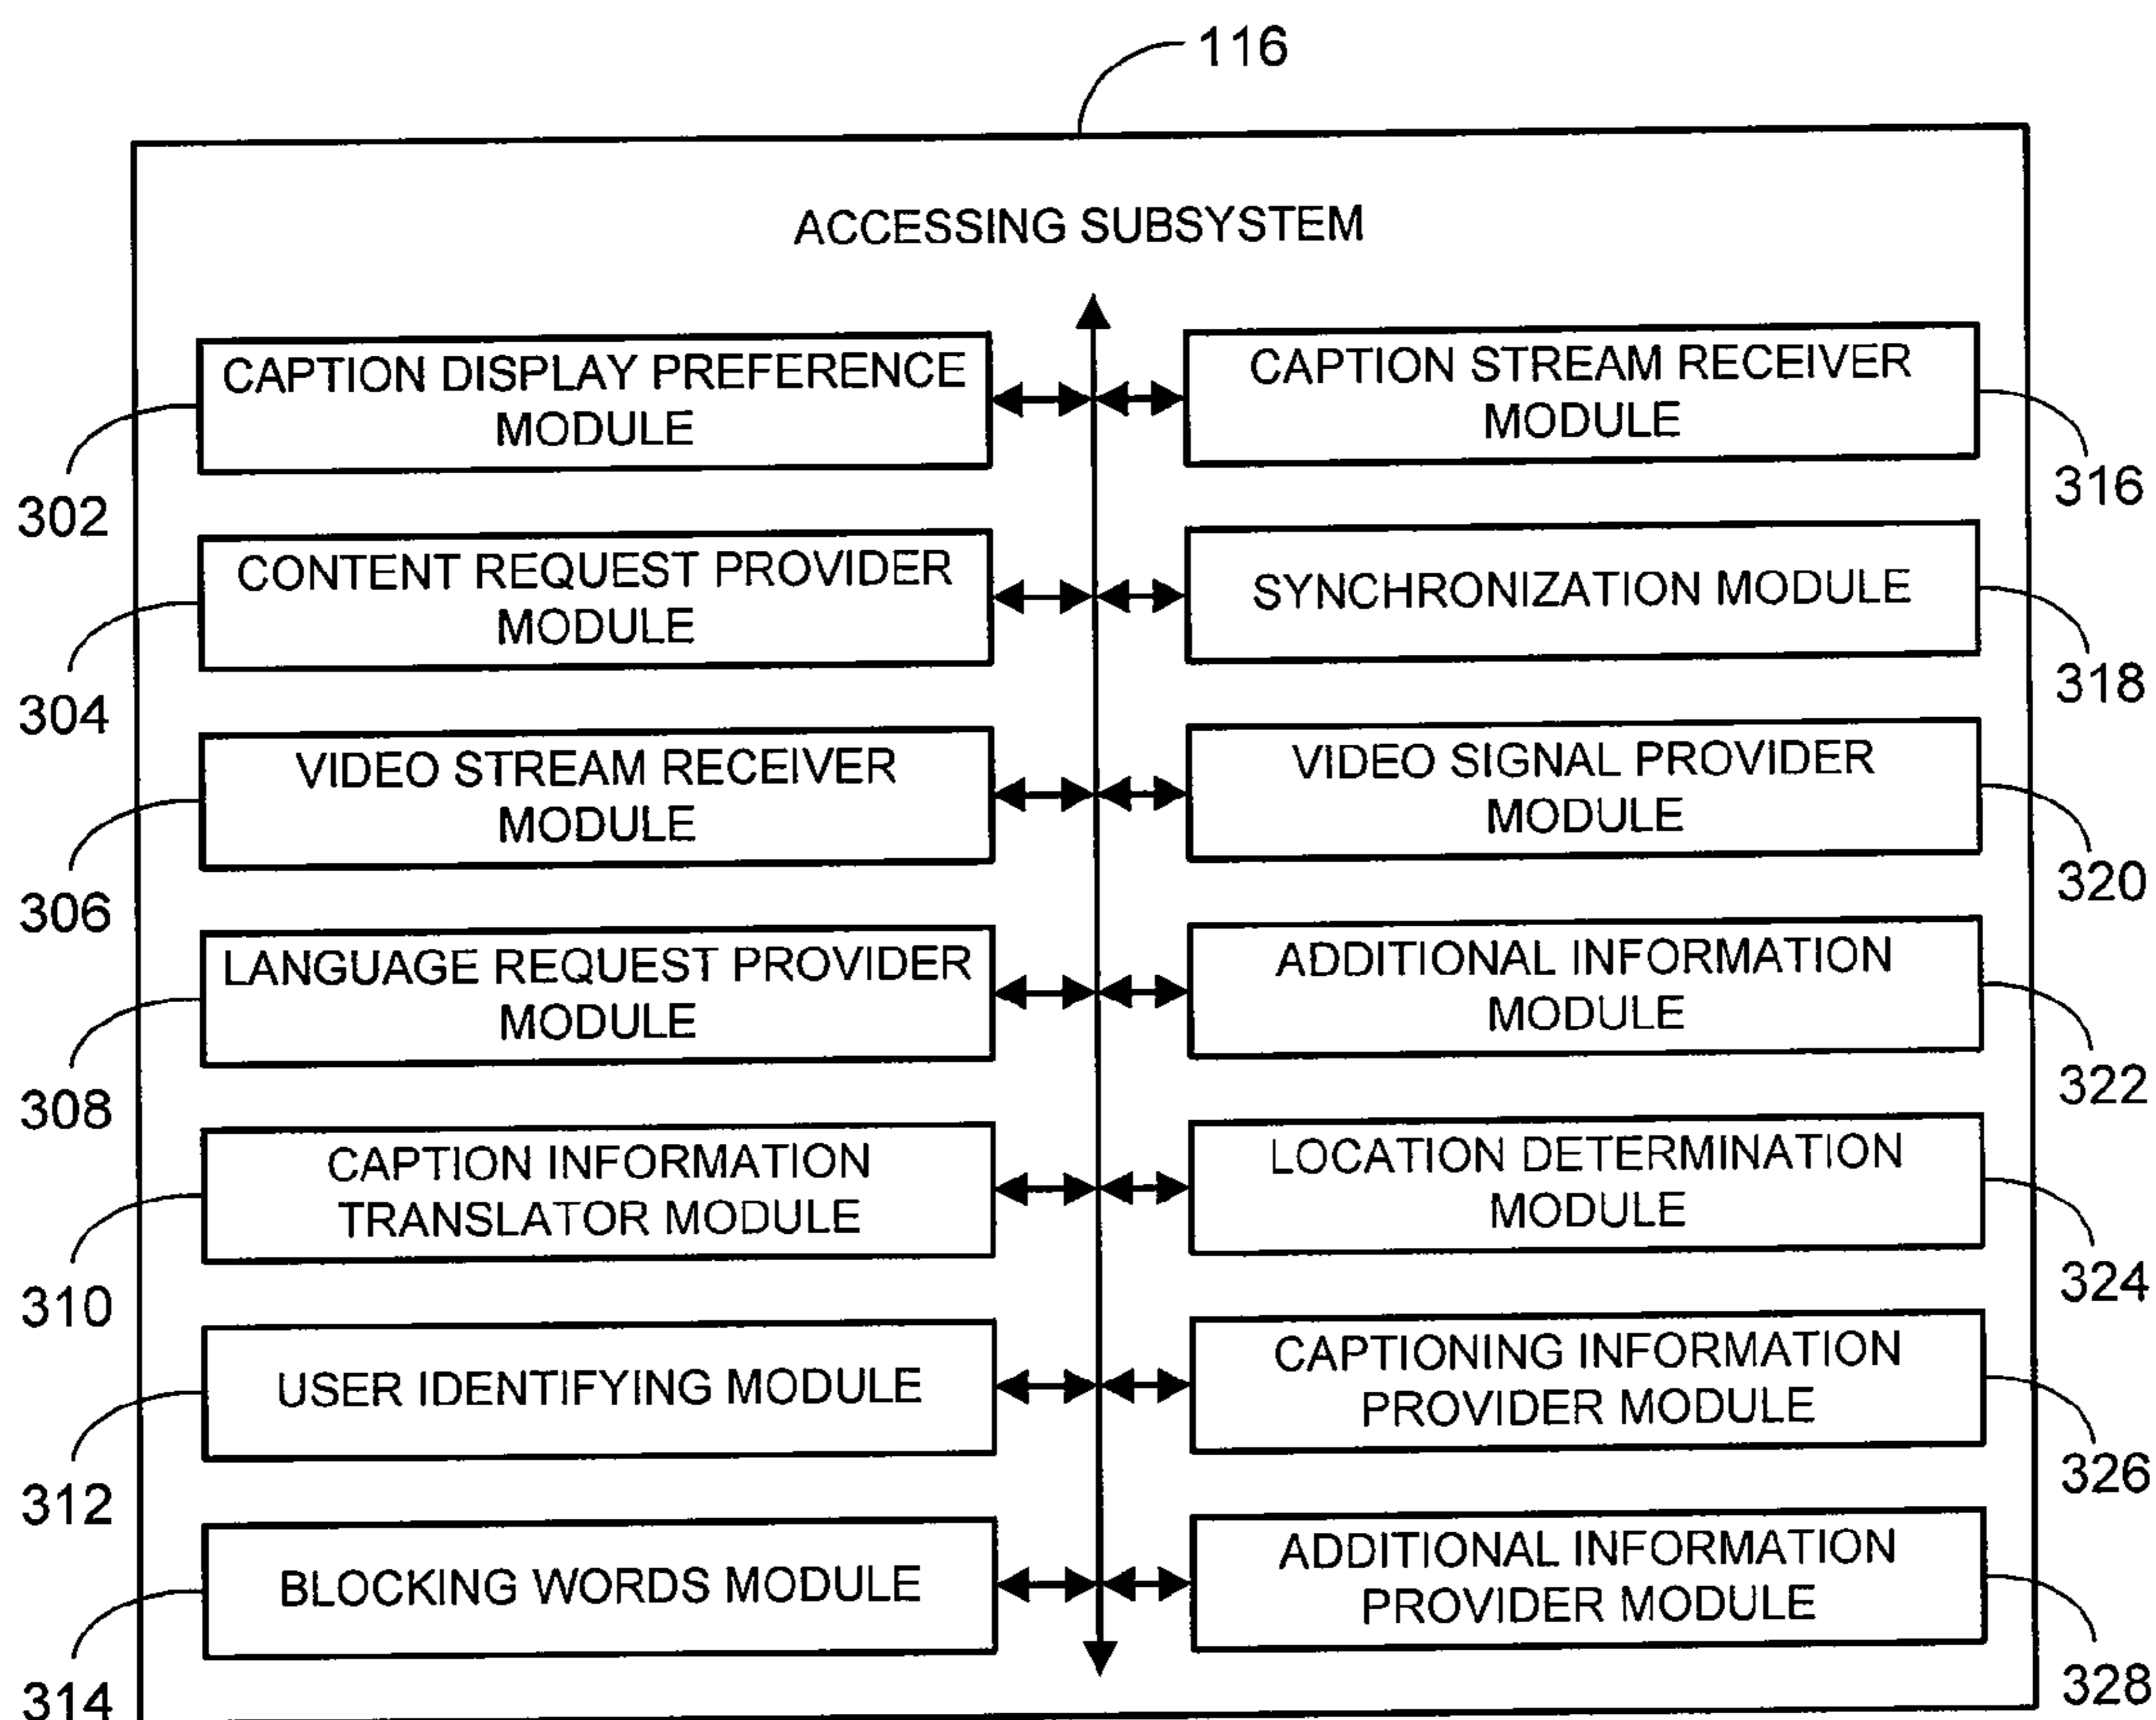 116
ACCESSING SUBSYSTEM
CAPTION DISPLAY PREFERENCE
MODULE
302
CONTENT REQUEST PROVIDER
MODULE
304
VIDEO STREAM RECEIVER
MODULE
306
LANGUAGE REQUEST PROVIDER
MODULE
308
CAPTION INFORMATION
TRANSLATOR MODULE
310
USER IDENTIFYING MODULE
312
BLOCKING WORDS MODULE
314
CAPTION STREAM RECEIVER
MODULE
316
SYNCHRONIZATION MODULE
318
VIDEO SIGNAL PROVIDER
MODULE
320
ADDITIONAL INFORMATION
MODULE
322
LOCATION DETERMINATION
MODULE
324
CAPTIONING INFORMATION
PROVIDER MODULE
326
ADDITIONAL INFORMATION
PROVIDER MODULE
328